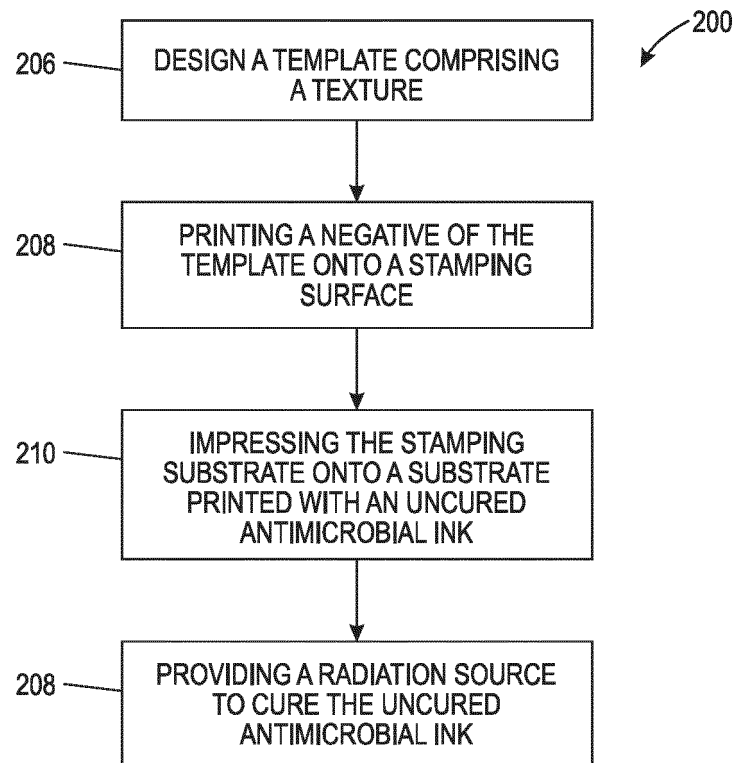 200
206
DESIGN A TEMPLATE COMPRISING
A TEXTURE
208
PRINTING A NEGATIVE OF THE
TEMPLATE ONTO A STAMPING
SURFACE
210
IMPRESSING THE STAMPING
SUBSTRATE ONTO A SUBSTRATE
PRINTED WITH AN UNCURED
ANTIMICROBIAL INK
208
PROVIDING A RADIATION SOURCE
TO CURE THE UNCURED
ANTIMICROBIAL INK